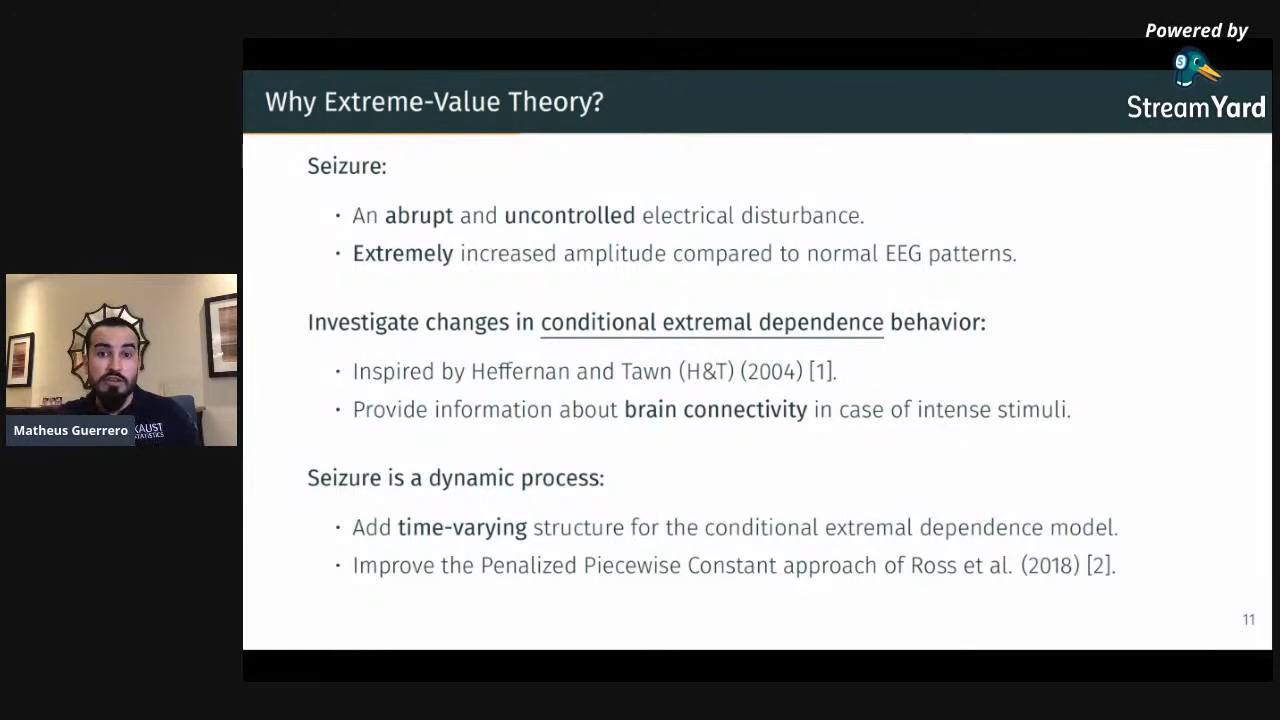 Powered by
StreamYard
Why Extreme-Value Theory?
Seizure:
• An abrupt and uncontrolled electrical disturbance.
• Extremely increased amplitude compared to normal EEG patterns.
Investigate changes in conditional extremal dependence behavior:
• Inspired by Heffernan and Tawn (H&T) (2004) [1].
• Provide information about brain connectivity in case of intense stimuli.
Seizure is a dynamic process:
• Add time-varying structure for the conditional extremal dependence model.
• Improve the Penalized Piecewise Constant approach of Ross et al. (2018) [2].
11
Matheus Guerrero
KAUST
STATISTICS